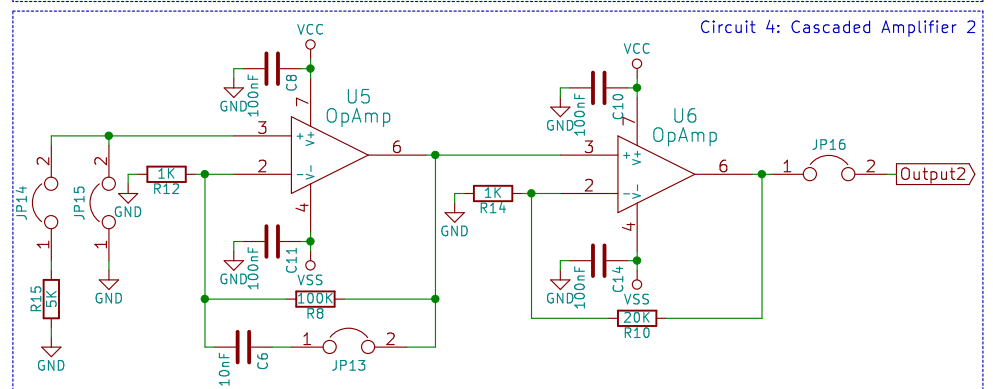 Circuit 4: Cascaded Amplifier 2
VCC
VCC
C8
100nF
GND
7
U5
OpAmp
C10
100nF
GND
7
U6
OpAmp
3
+
V+
6
2
-
V-
4
3
+
V+
6
2
-
V-
4
JP16
1
2
Output2
2
JP14
1
2
JP15
1
1K
R12
GND
1K
R14
GND
GND
100nF
C11
VSS
GND
100nF
C14
VSS
R15
5K
GND
GND
100K
R8
20K
R10
10nF
C6
1
2
JP13